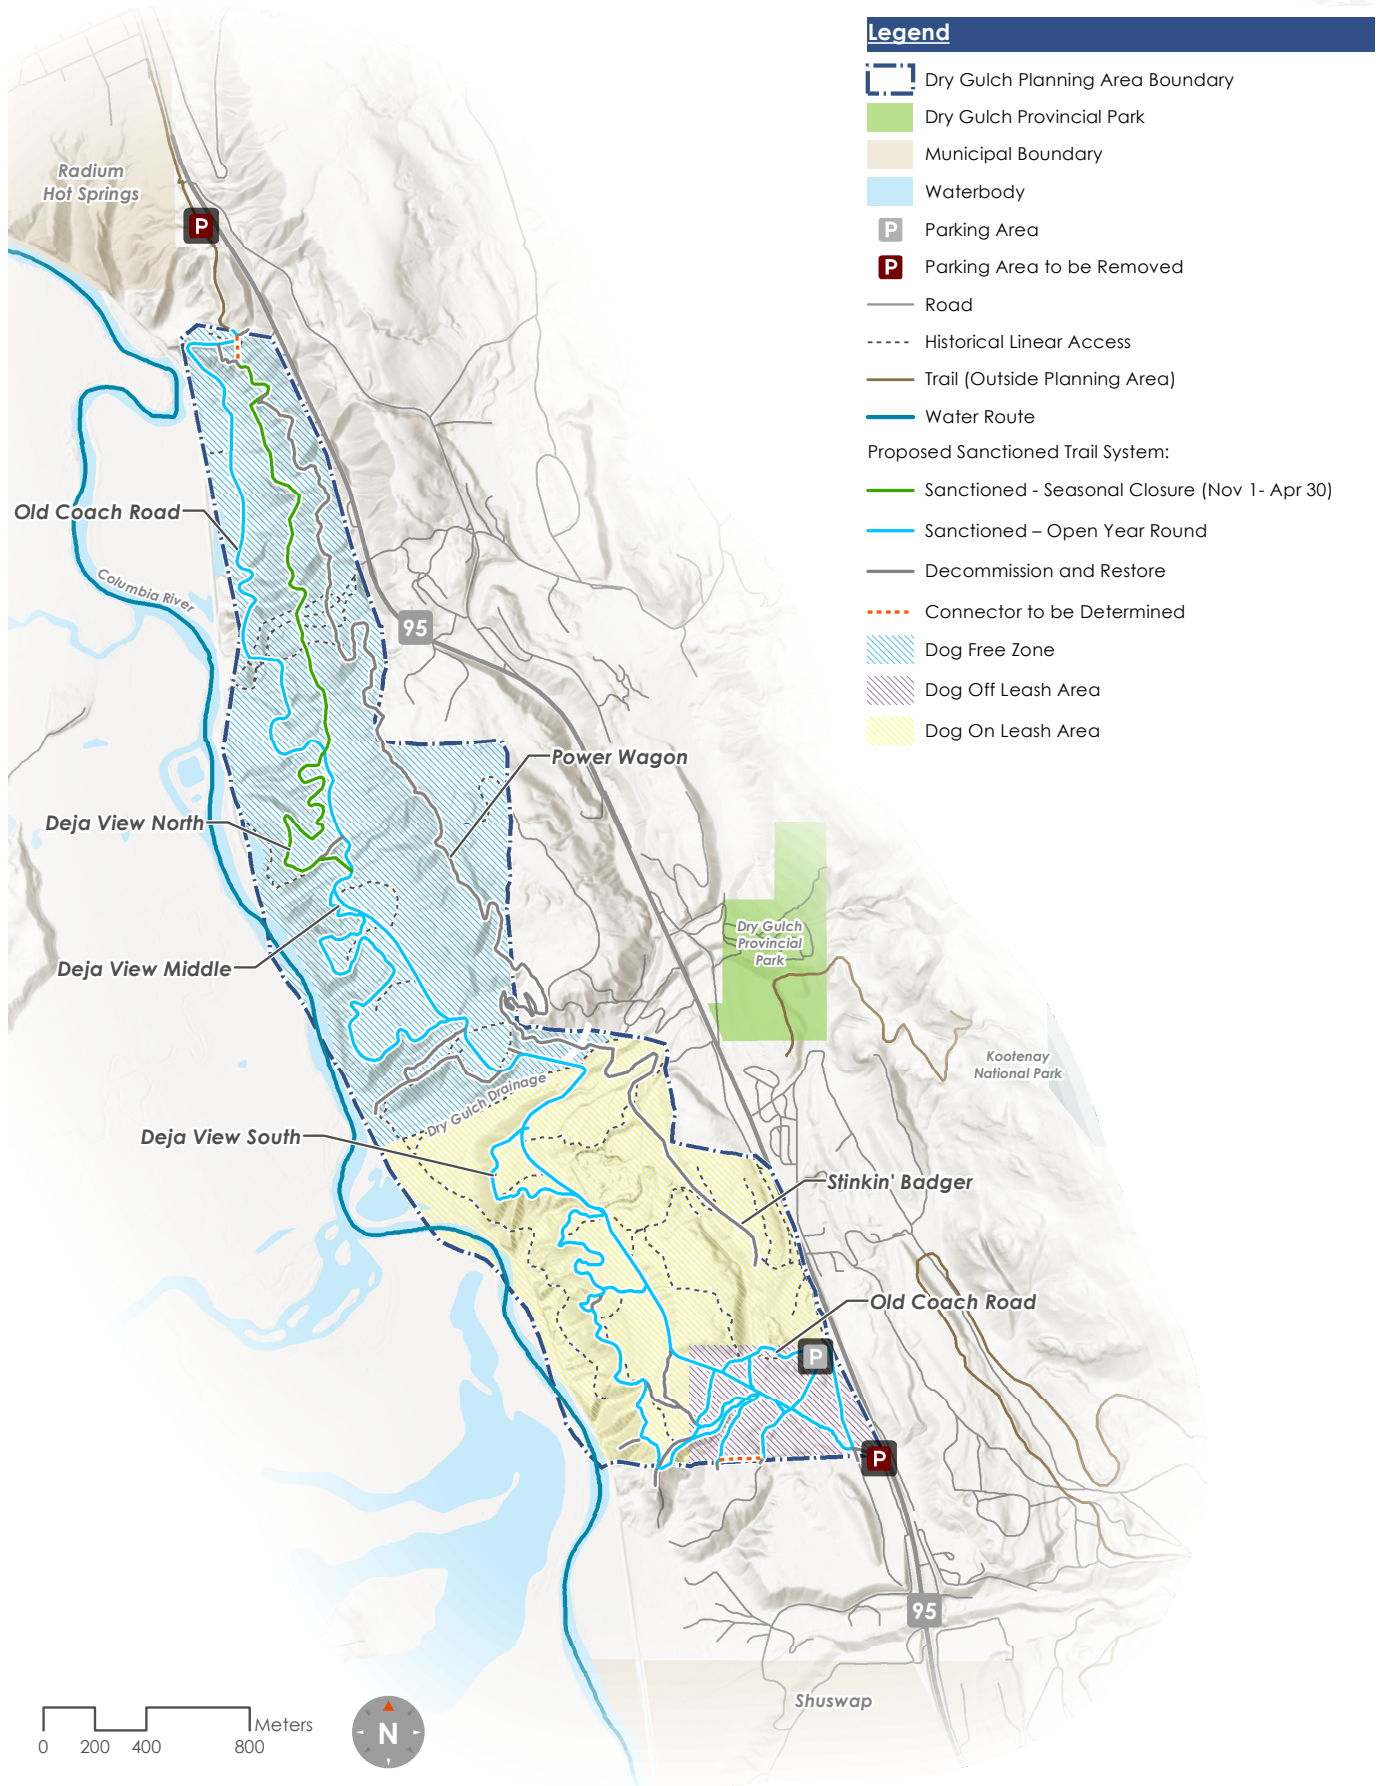 Legend
Dry Gulch Planning Area Boundary
Dry Gulch Provincial Park
Municipal Boundary
Waterbody
P
Parking Area
P
Parking Area to be Removed
Road
Historical Linear Access
Trail (Outside Planning Area)
Water Route
Proposed Sanctioned Trail System:
Sanctioned - Seasonal Closure (Nov 1- Apr 30)
Sanctioned – Open Year Round
Decommission and Restore
Connector to be Determined
Dog Free Zone
Dog Off Leash Area
Dog On Leash Area
Radium
Hot Springs
P
Old Coach Road
Columbia River
95
Power Wagon
Deja View North
Dry Gulch
Provincial
Park
Deja View Middle
Kootenay
National Park
Dry Gulch Drainage
Deja View South
Stinkin' Badger
Old Coach Road
P
P
95
Shuswap
Meters
0 200 400 800
N